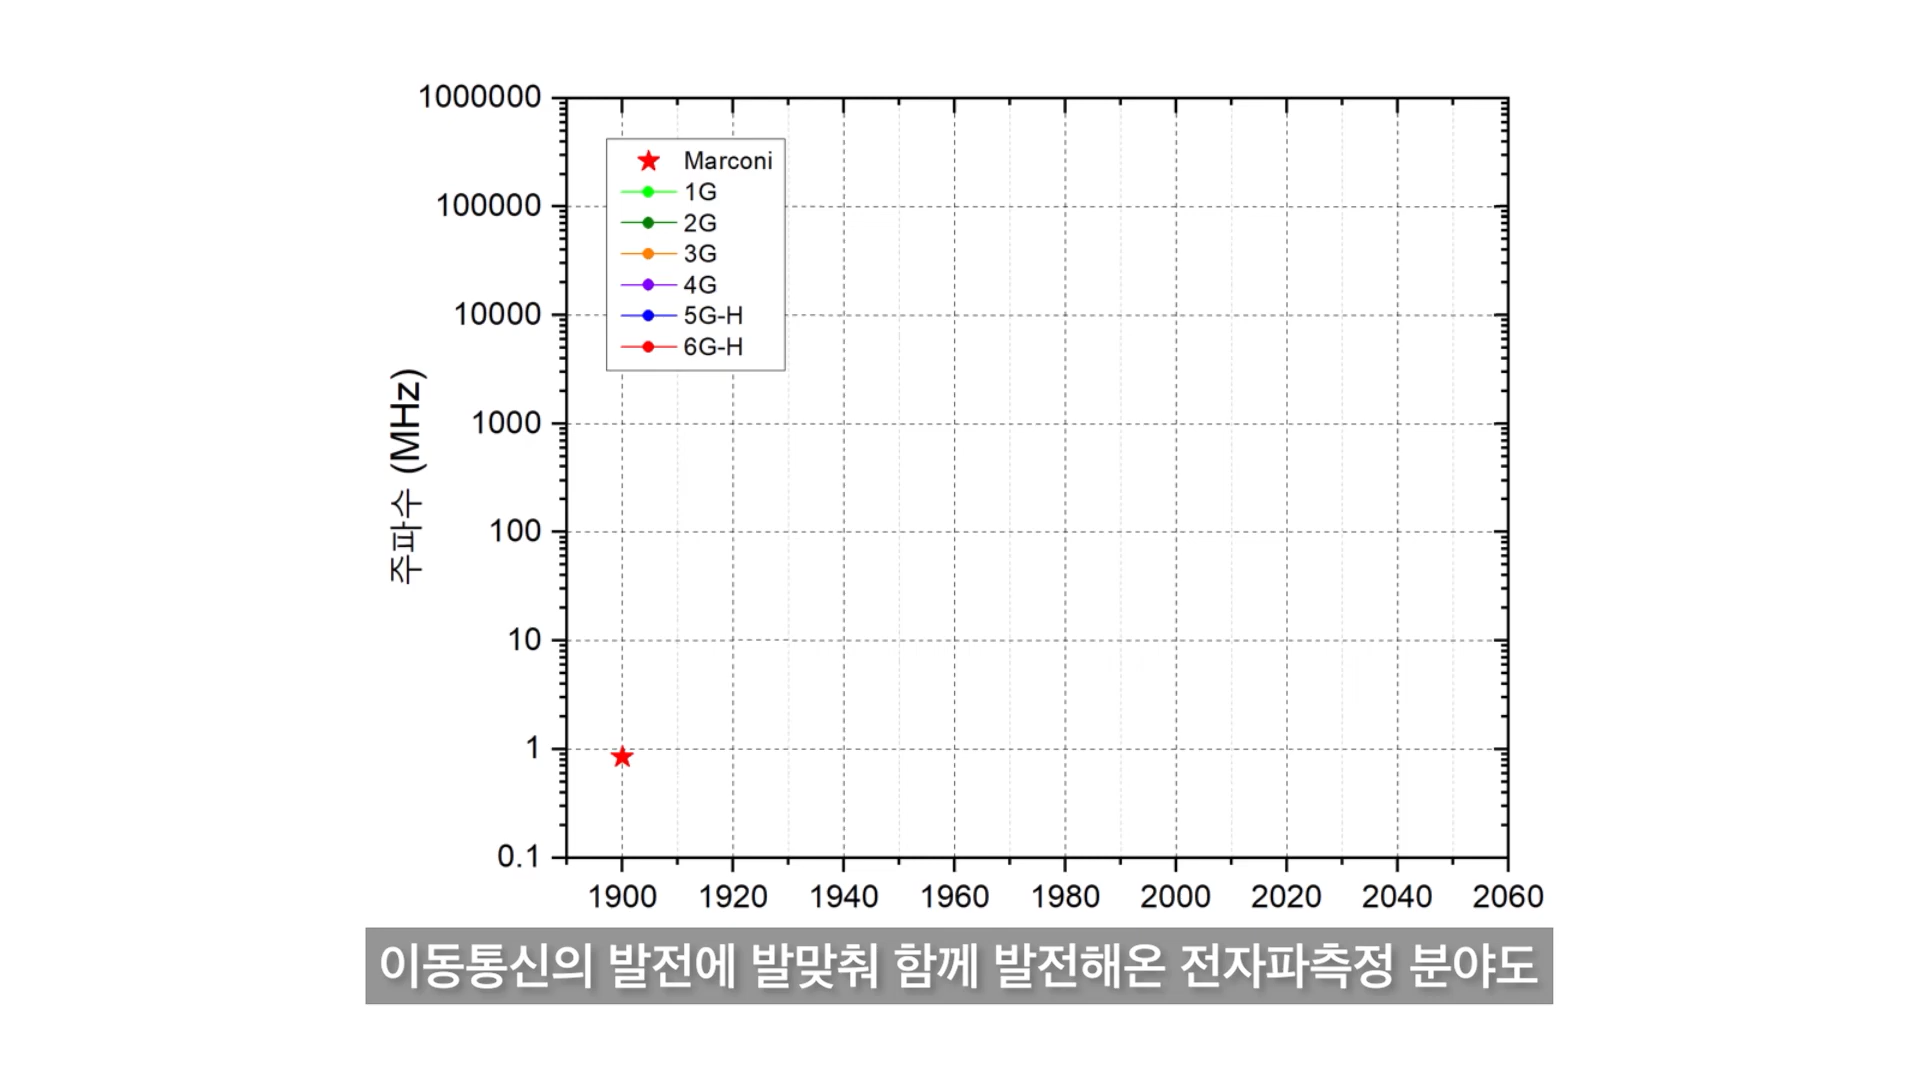 1000000
100000
10000
1000
100
10
1
0.1
주파수 (MHz)
Marconi
1G
2G
3G
4G
5G-H
6G-H
1900 1920 1940 1960 1980 2000 2020 2040 2060
이동통신의 발전에 발맞춰 함께 발전해온 전자파측정 분야도